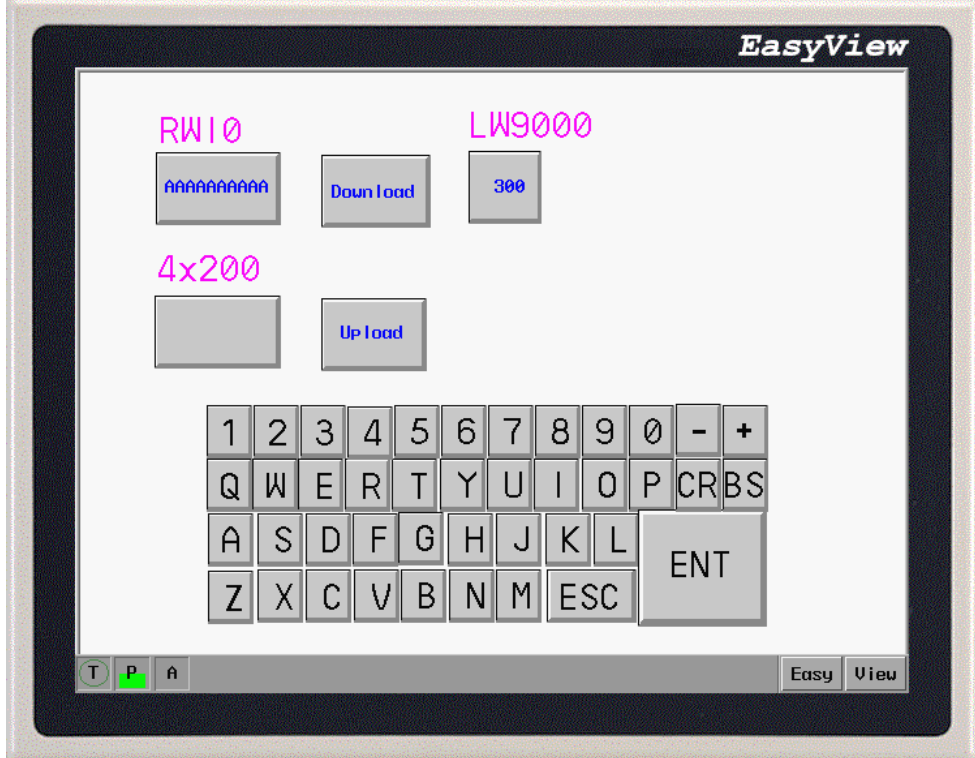 EasyView
RWI0 LW9000
AAAAAAAAAA Download 300
4x200
Upload
1 2 3 4 5 6 7 8 9 0 - +
Q W E R T Y U I O P CR BS
A S D F G H J K L ENT
Z X C V B N M ESC
T P A Easy View